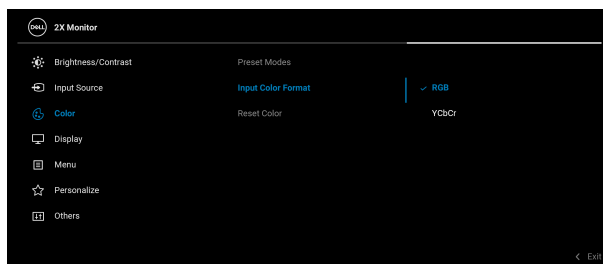 DELL
2X Monitor
Brightness/Contrast
Input Source
Color
Display
Menu
Personalize
Others
Preset Modes
Input Color Format
Reset Color
RGB
YCbCr
Exit